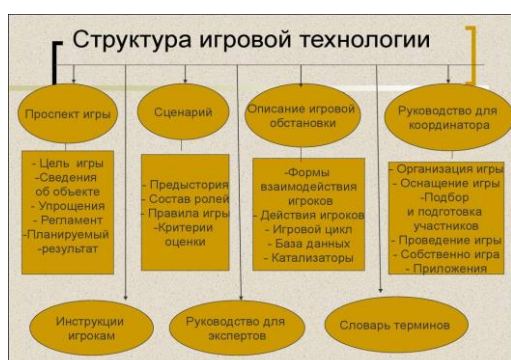 Структура игровой технологии
Проспект игры
Сценарий
Описание игровой
обстановки
Руководство для
координатора
- Цель игры
-Сведения
об объекте
- Упрощения
- Регламент
-Планируемый
-результат
- Предыстория
- Состав ролей
- Правила игры
-Критерии
оценки
-Формы
взаимодействия
игроков
- Действия игроков
- Игровой цикл
- База данных
- Катализаторы
- Организация игры
- Оснащение игры
-Подбор
и подготовка
участников
- Проведение игры
- Собственно игра
- Приложения
Инструкции
игрокам
Руководство для
экспертов
Словарь терминов